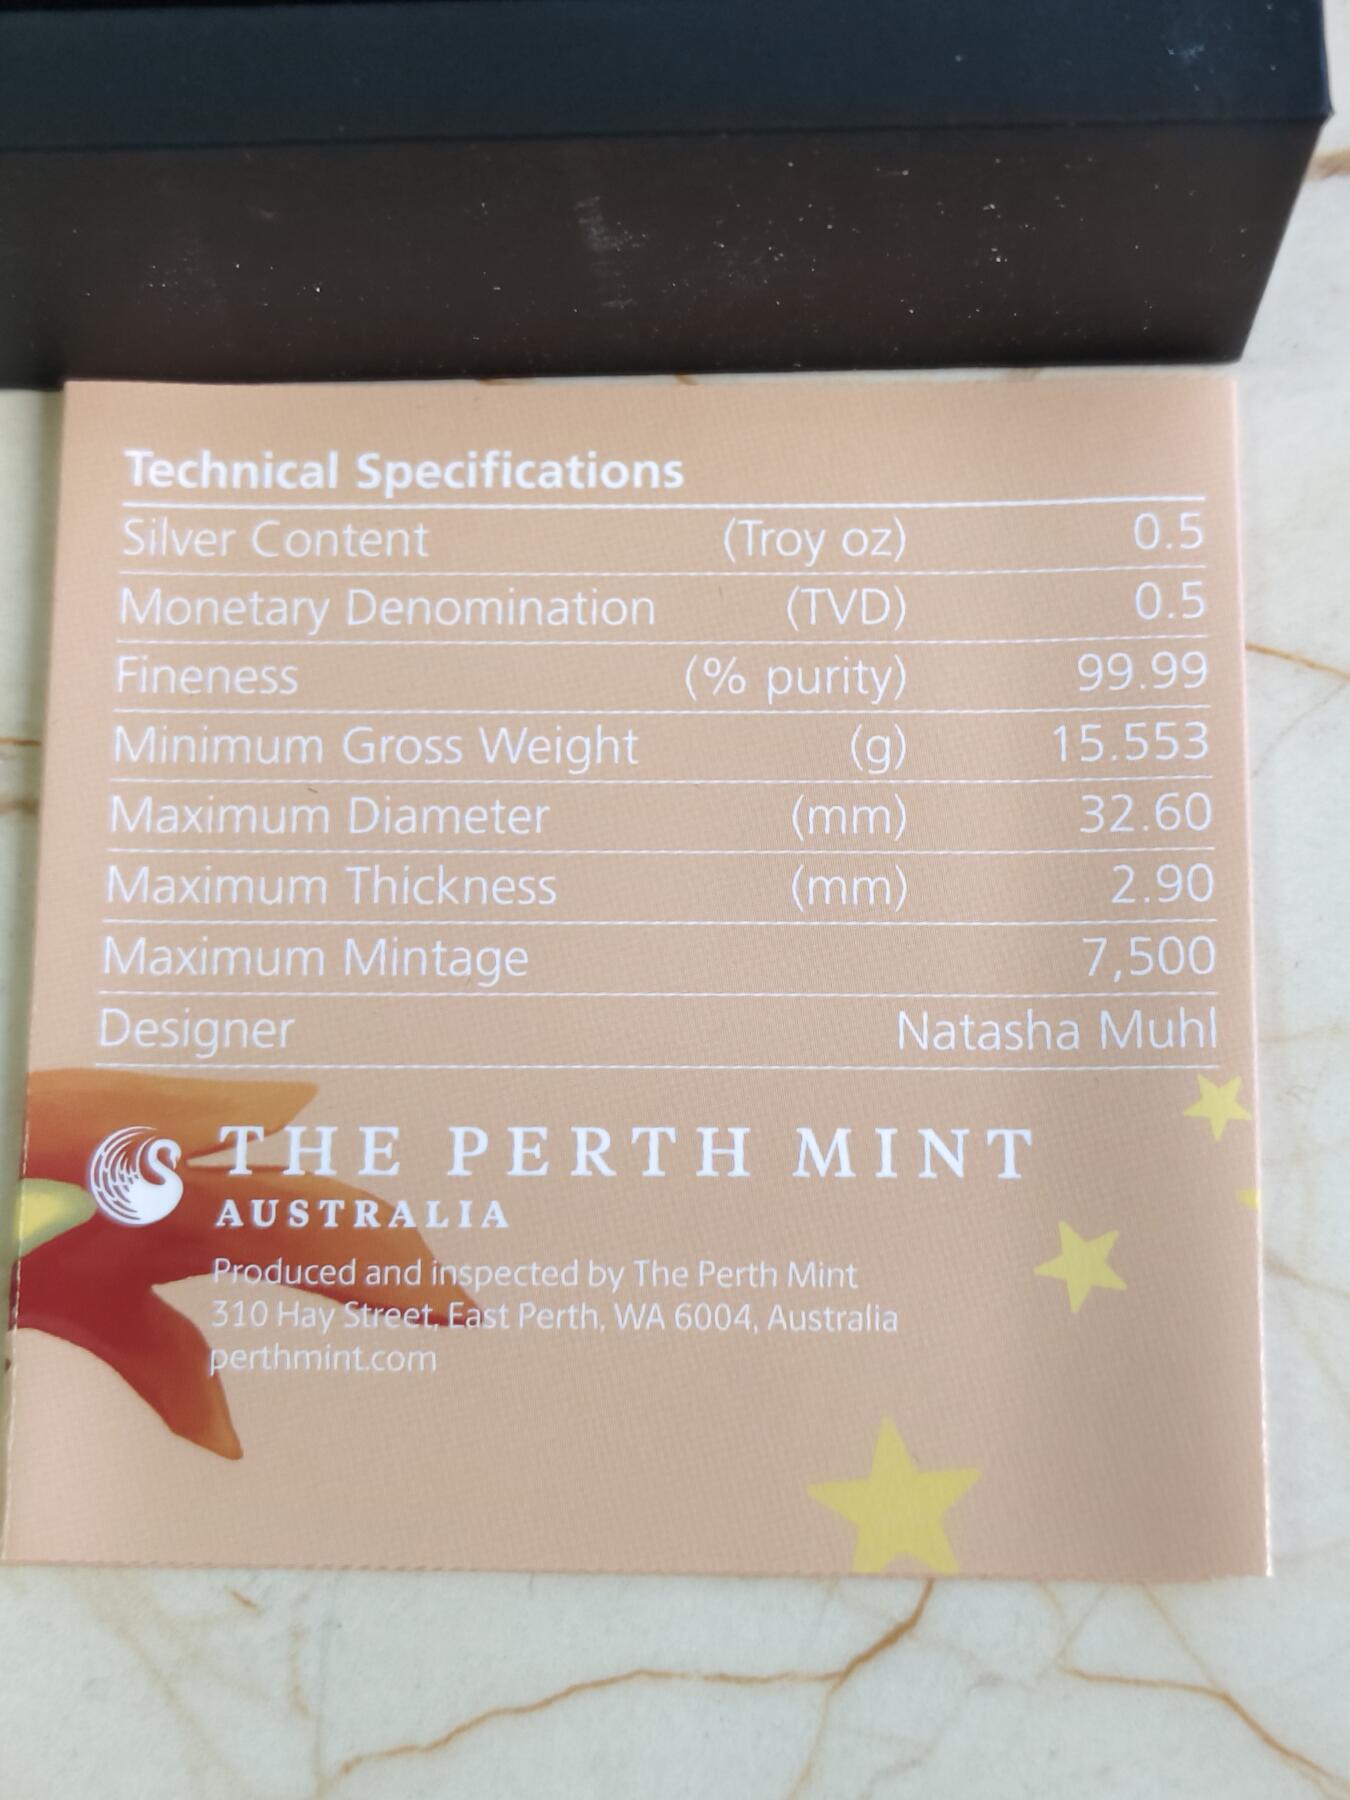 Technical Specifications
Silver Content (Troy oz) 0.5
Monetary Denomination (TVD) 0.5
Fineness (% purity) 99.99
Minimum Gross Weight (g) 15.553
Maximum Diameter (mm) 32.60
Maximum Thickness (mm) 2.90
Maximum Mintage 7,500
Designer Natasha Muhl
THE PERTH MINT
AUSTRALIA
Produced and inspected by The Perth Mint
310 Hay Street, East Perth, WA 6004, Australia
perthmint.com